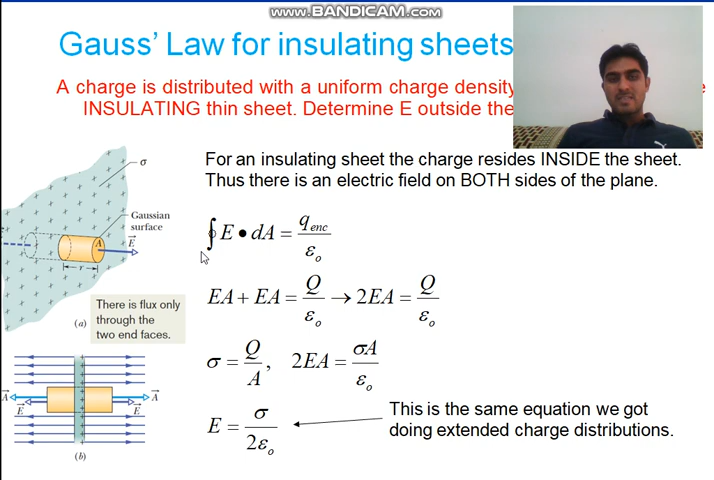 www.BANDICAM.com
Gauss' Law for insulating sheets
A charge is distributed with a uniform charge density
INSULATING thin sheet. Determine E outside the
For an insulating sheet the charge resides INSIDE the sheet.
Thus there is an electric field on BOTH sides of the plane.
σ
Gaussian
surface
A
E⃗
r
∮ E • dA = q_enc / ε_o
EA + EA = Q / ε_o → 2EA = Q / ε_o
There is flux only
through the
two end faces.
(a)
σ = Q / A, 2EA = σA / ε_o
A⃗ A⃗
E⃗ E⃗
(b)
E = σ / 2ε_o
This is the same equation we got
doing extended charge distributions.